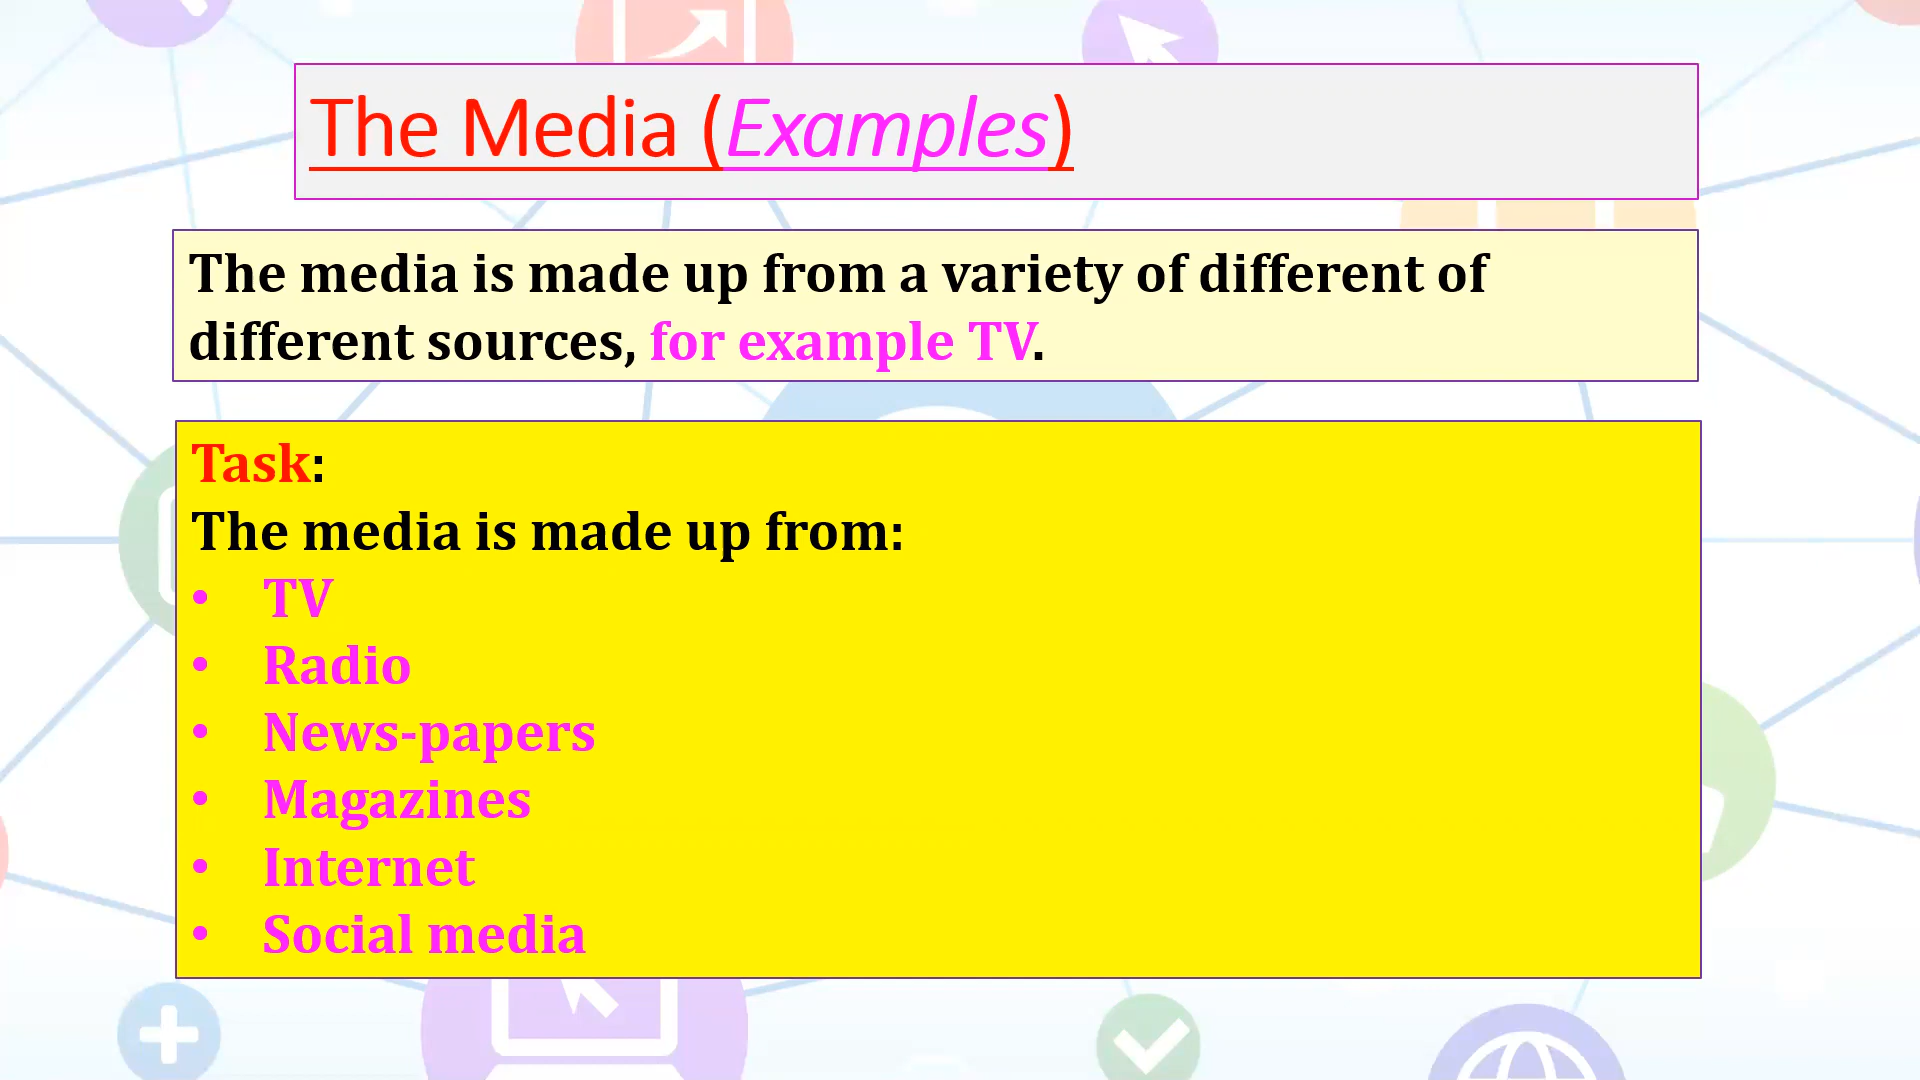 The Media (Examples)
The media is made up from a variety of different of
different sources, for example TV.
Task:
The media is made up from:
• TV
• Radio
• News-papers
• Magazines
• Internet
• Social media